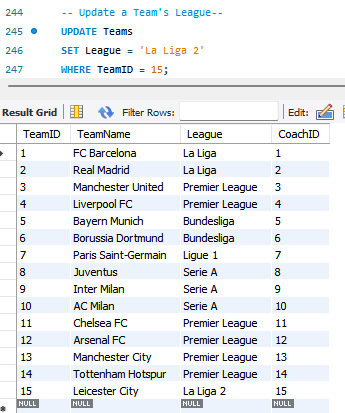 244 -- Update a Team's League--
245 UPDATE Teams
246 SET League = 'La Liga 2'
247 WHERE TeamID = 15;
Result Grid Filter Rows: Edit:
TeamID TeamName League CoachID
1 FC Barcelona La Liga 1
2 Real Madrid La Liga 2
3 Manchester United Premier League 3
4 Liverpool FC Premier League 4
5 Bayern Munich Bundesliga 5
6 Borussia Dortmund Bundesliga 6
7 Paris Saint-Germain Ligue 1 7
8 Juventus Serie A 8
9 Inter Milan Serie A 9
10 AC Milan Serie A 10
11 Chelsea FC Premier League 11
12 Arsenal FC Premier League 12
13 Manchester City Premier League 13
14 Tottenham Hotspur Premier League 14
15 Leicester City La Liga 2 15
NULL NULL NULL NULL